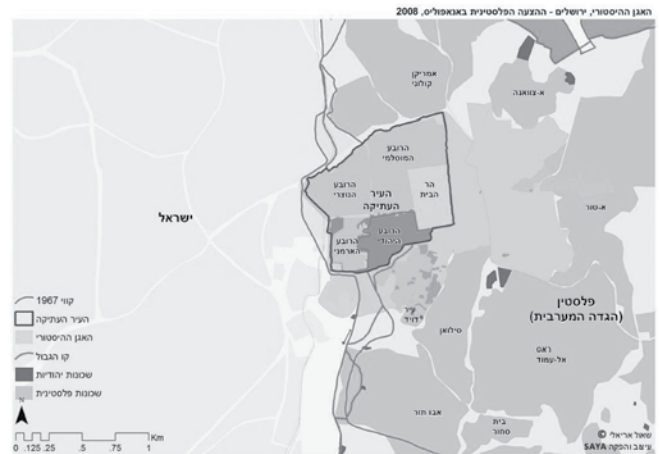 האגן ההיסטורי, ירושלים - ההצעה הפלסטינית באנאפוליס, 2008
אמריקן
קולוני
א-צוואנה
הרובע
המוסלמי
הר
הבית
הרובע
הנוצרי
העיר
העתיקה
א-טור
ישראל
הרובע
היהודי
הרובע
הארמני
פלסטין
(הגדה המערבית)
עיר
דויד
סילואן
ראס
אל-עמוד
אבו תור
בית
סחור
קווי 1967
העיר העתיקה
האגן ההיסטורי
קו הגבול
שכונות יהודיות
שכונות פלסטינית
N
0 .125 .25 .5 .75 1 Km
שאול אריאלי ©
עיצוב והפקה SAYA